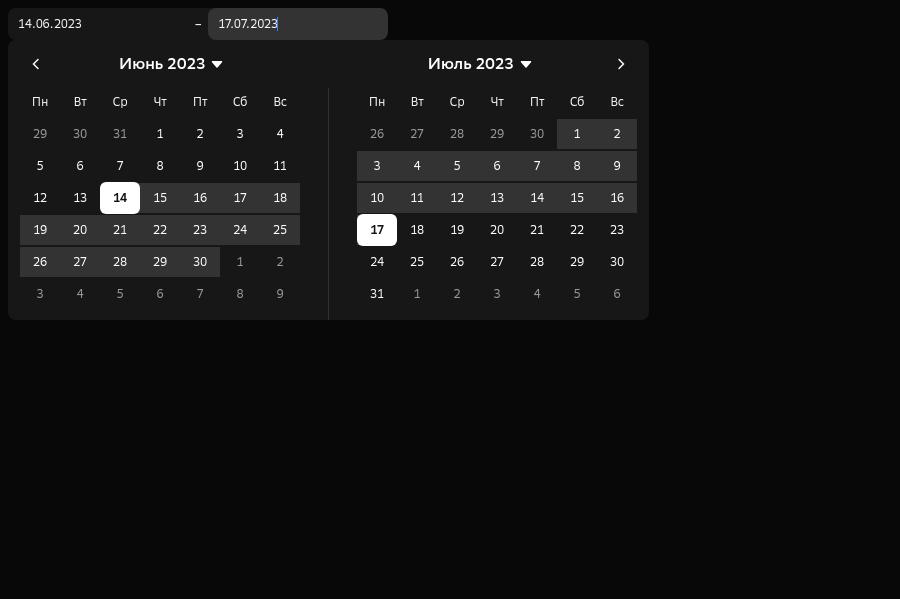 14.06.2023 – 17.07.2023
Июнь 2023
Пн Вт Ср Чт Пт Сб Вс
29 30 31 1 2 3 4
5 6 7 8 9 10 11
12 13 14 15 16 17 18
19 20 21 22 23 24 25
26 27 28 29 30 1 2
3 4 5 6 7 8 9
Июль 2023
Пн Вт Ср Чт Пт Сб Вс
26 27 28 29 30 1 2
3 4 5 6 7 8 9
10 11 12 13 14 15 16
17 18 19 20 21 22 23
24 25 26 27 28 29 30
31 1 2 3 4 5 6